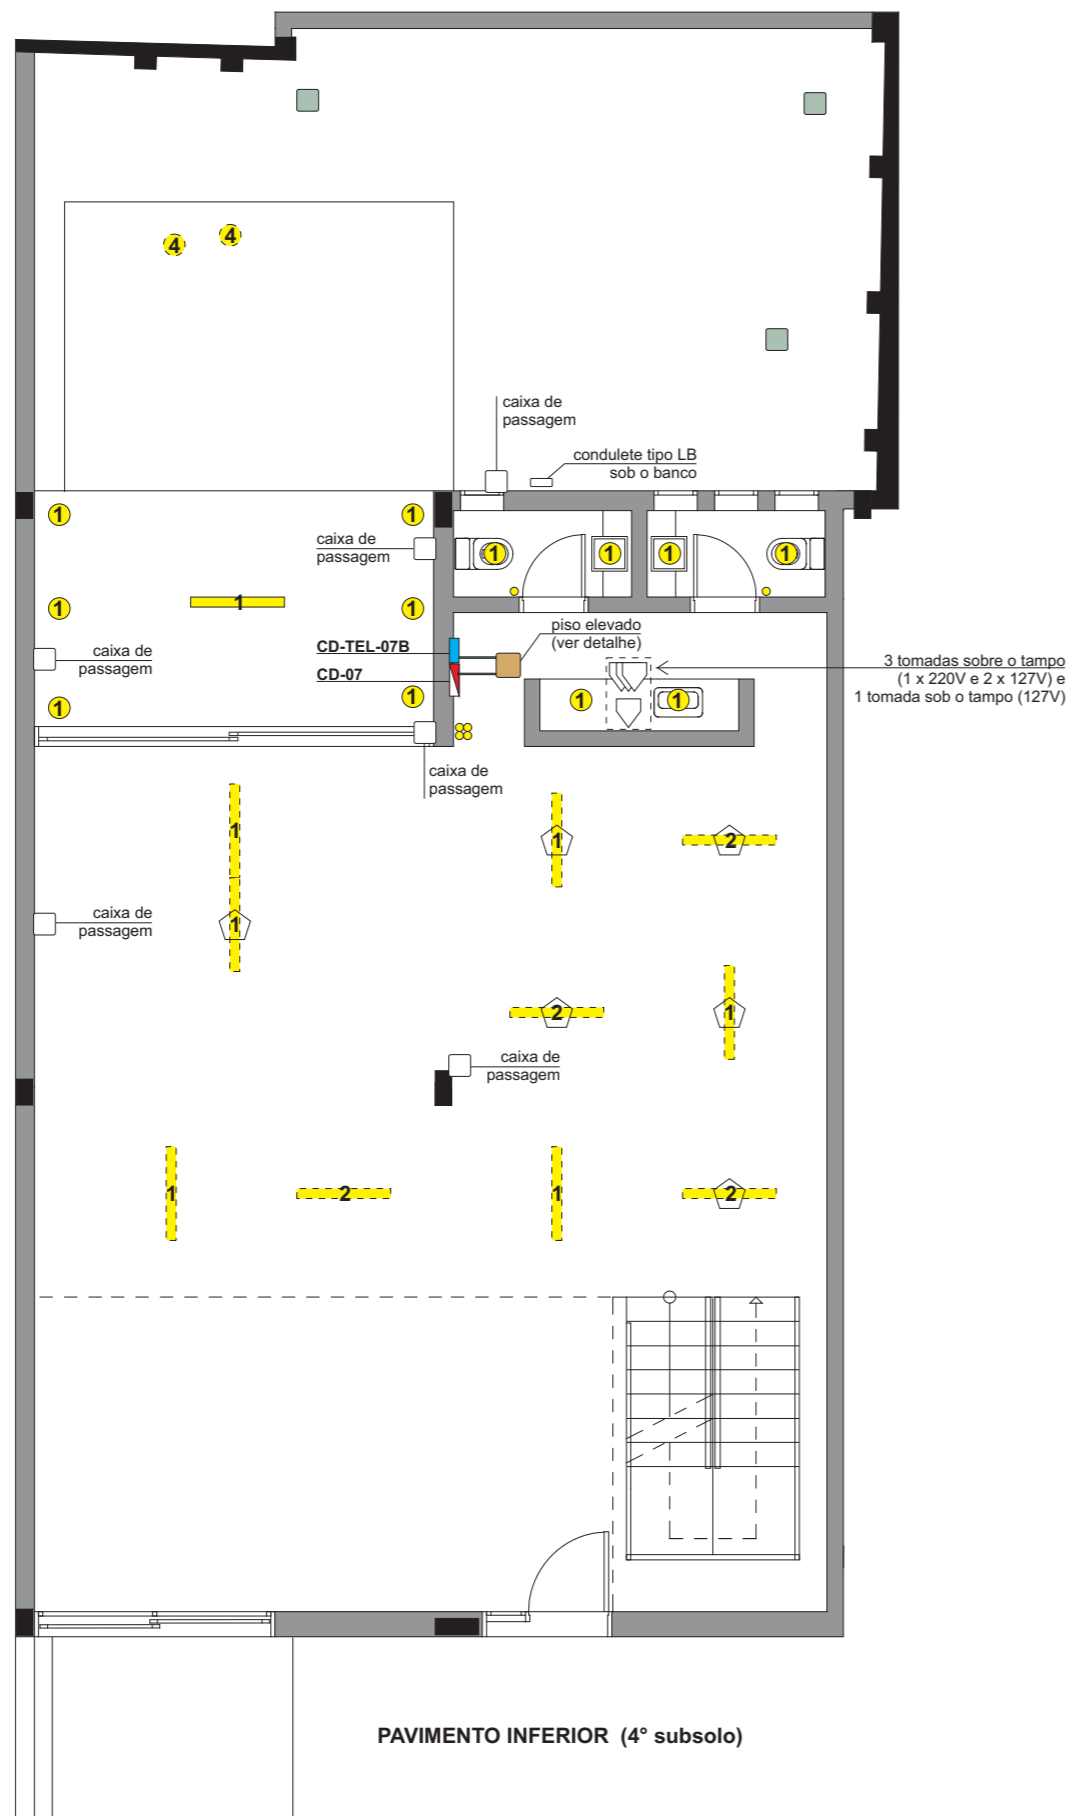 4
4
caixa de
passagem
condulete tipo LB
sob o banco
1
1
caixa de
passagem
1
1
1
1
1
1
1
piso elevado
(ver detalhe)
CD-TEL-07B
caixa de
passagem
CD-07
3 tomadas sobre o tampo
(1 x 220V e 2 x 127V) e
1 tomada sob o tampo (127V)
1
1
1
1
caixa de
passagem
1
1
2
caixa de
passagem
1
2
1
caixa de
passagem
1
2
1
2
PAVIMENTO INFERIOR (4° subsolo)